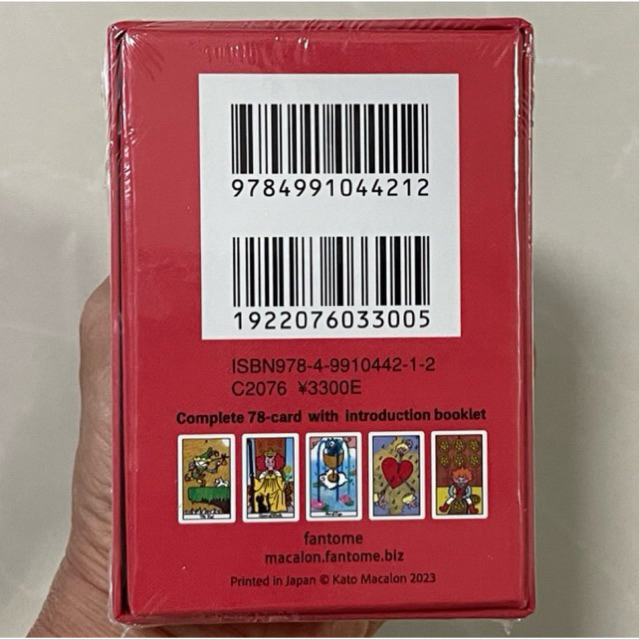 9784991044212
1922076033005
ISBN978-4-9910442-1-2
C2076 ¥3300E
Complete 78-card with introduction booklet
fantome
macalon.fantome.biz
Printed in Japan © Kato Macalon 2023